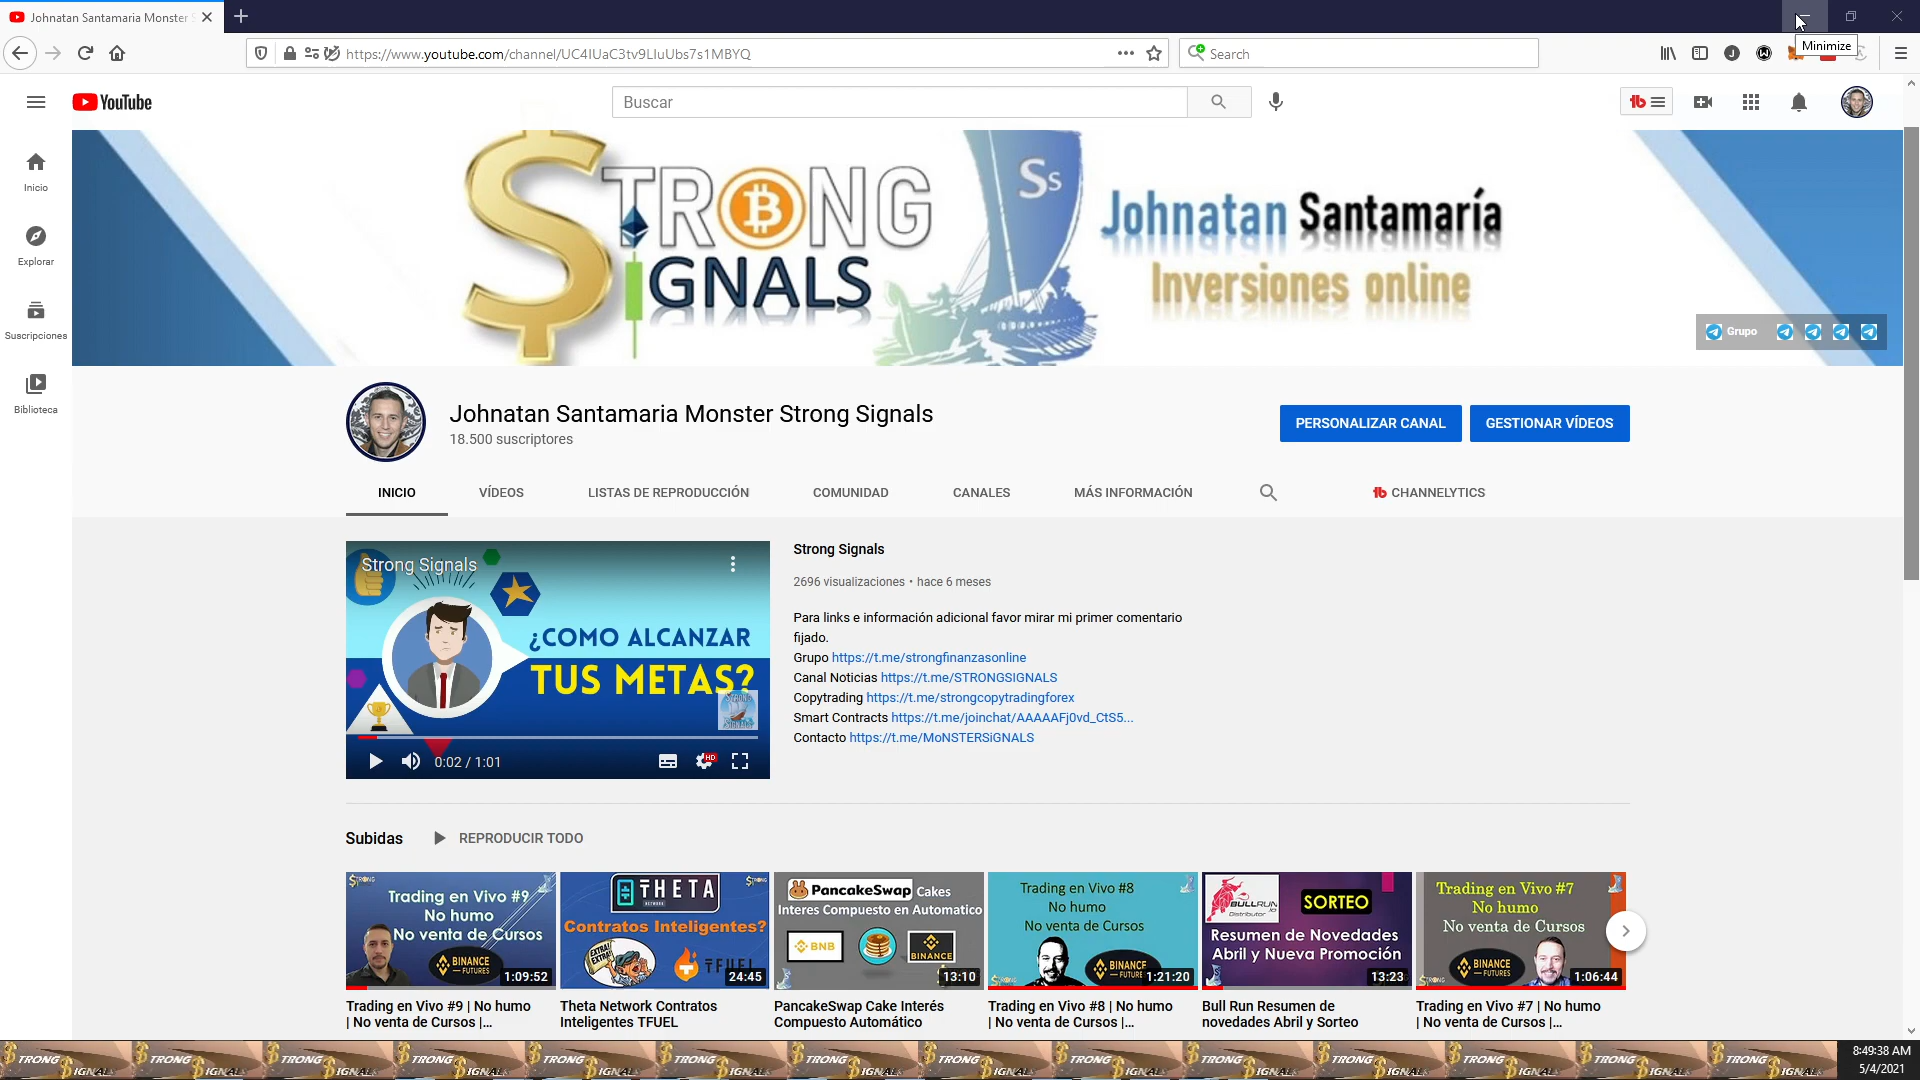 Johnatan Santamaria Monster S
https://www.youtube.com/channel/UC4IUaC3tv9LIuUbs7s1MBYQ
Search
Minimize
YouTube
Buscar
Inicio
Explorar
Suscripciones
Biblioteca
STRONG
SIGNALS
Ss
Johnatan Santamaría
Inversiones online
Grupo
Johnatan Santamaria Monster Strong Signals
18.500 suscriptores
PERSONALIZAR CANAL
GESTIONAR VÍDEOS
INICIO
VÍDEOS
LISTAS DE REPRODUCCIÓN
COMUNIDAD
CANALES
MÁS INFORMACIÓN
CHANNELYTICS
Strong Signals
¿COMO ALCANZAR
TUS METAS?
0:02 / 1:01
HD
Strong Signals
2696 visualizaciones • hace 6 meses
Para links e información adicional favor mirar mi primer comentario
fijado.
Grupo https://t.me/strongfinanzasonline
Canal Noticias https://t.me/STRONGSIGNALS
Copytrading https://t.me/strongcopytradingforex
Smart Contracts https://t.me/joinchat/AAAAAFj0vd_CtS5...
Contacto https://t.me/MoNSTERSiGNALS
Subidas
REPRODUCIR TODO
Trading en Vivo #9
No humo
No venta de Cursos
BINANCE
FUTURES
1:09:52
THETA
Contratos Inteligentes?
EXTRA!
TFUEL
24:45
PancakeSwap Cakes
Interes Compuesto en Automatico
BNB
BINANCE
13:10
Trading en Vivo #8
No humo
No venta de Cursos
BINANCE
FUTURE
1:21:20
BULLRUN
Distributor
SORTEO
Resumen de Novedades
Abril y Nueva Promoción
13:23
Trading en Vivo #7
No humo
No venta de Cursos
BINANCE
FUTURES
1:06:44
Trading en Vivo #9 | No humo
| No venta de Cursos |...
Theta Network Contratos
Inteligentes TFUEL
PancakeSwap Cake Interés
Compuesto Automático
Trading en Vivo #8 | No humo
| No venta de Cursos |...
Bull Run Resumen de
novedades Abril y Sorteo
Trading en Vivo #7 | No humo
| No venta de Cursos |...
8:49:38 AM
5/4/2021